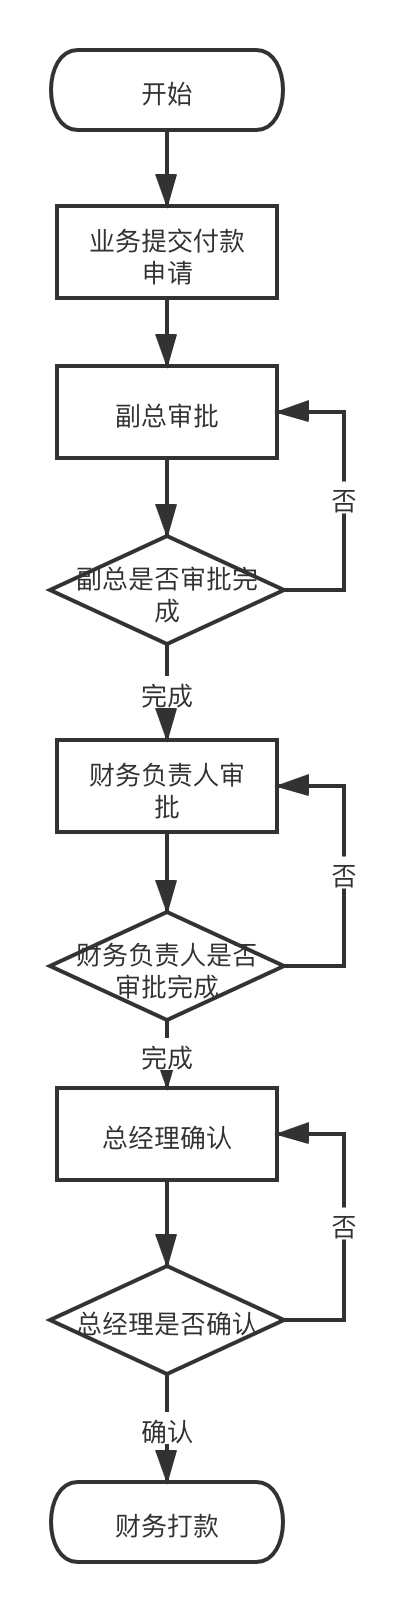 开始
业务提交付款
申请
副总审批
否
副总是否审批完
成
完成
财务负责人审
批
否
财务负责人是否
审批完成
完成
总经理确认
否
总经理是否确认
确认
财务打款